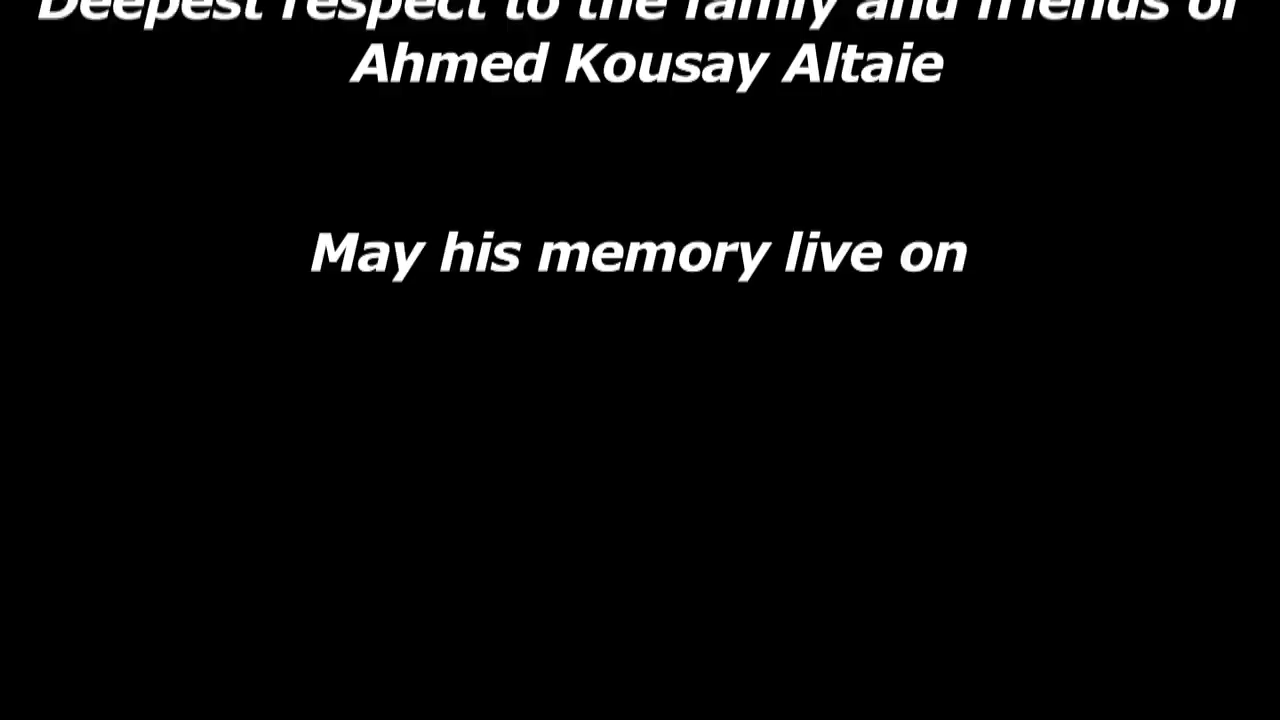 Deepest respect to the family and friends of
Ahmed Kousay Altaie
May his memory live on